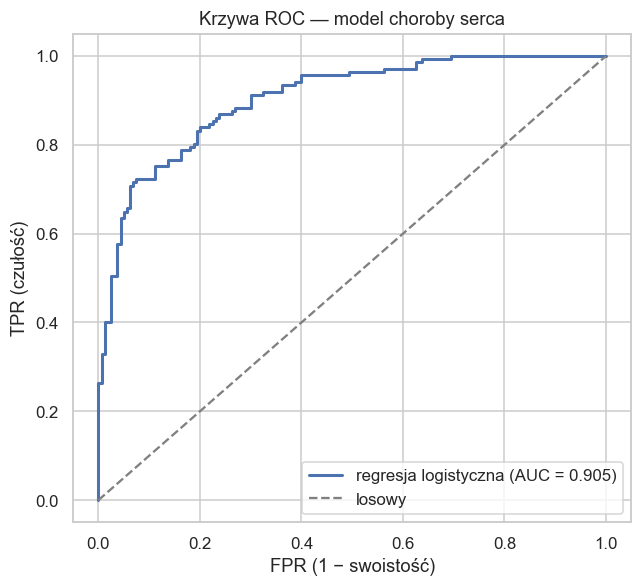 Krzywa ROC — model choroby serca
TPR (czułość)
1.0
0.8
0.6
0.4
0.2
0.0
0.0 0.2 0.4 0.6 0.8 1.0
FPR (1 − swoistość)
regresja logistyczna (AUC = 0.905)
losowy